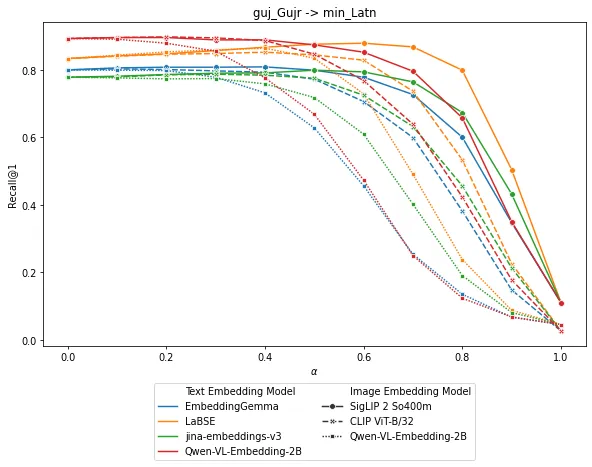 guj_Gujr -> min_Latn
Recall@1
0.8
0.6
0.4
0.2
0.0
0.0 0.2 0.4 0.6 0.8 1.0
α
Text Embedding Model
EmbeddingGemma
LaBSE
jina-embeddings-v3
Qwen-VL-Embedding-2B
Image Embedding Model
SigLIP 2 So400m
CLIP ViT-B/32
Qwen-VL-Embedding-2B